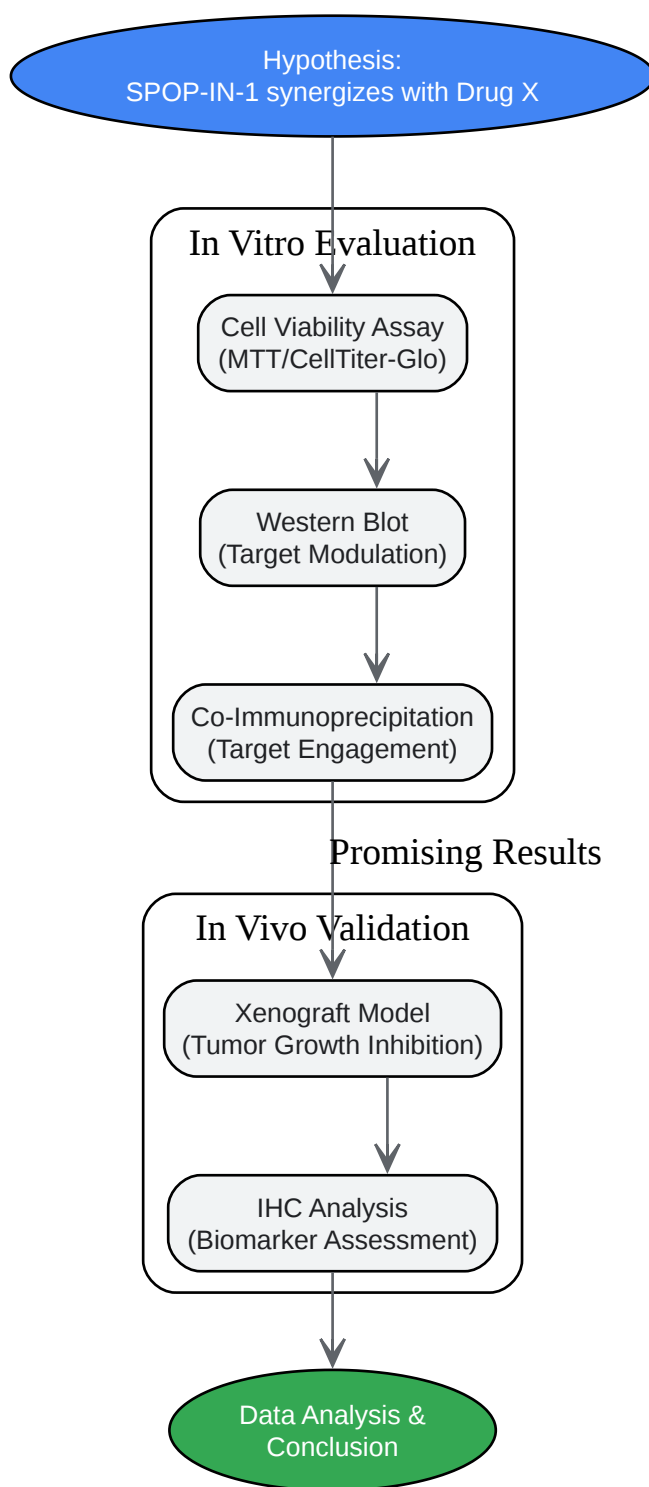 Hypothesis:
SPOP-IN-1 synergizes with Drug X
In Vitro Evaluation
Cell Viability Assay
(MTT/CellTiter-Glo)
Western Blot
(Target Modulation)
Co-Immunoprecipitation
(Target Engagement)
Promising Results
In Vivo Validation
Xenograft Model
(Tumor Growth Inhibition)
IHC Analysis
(Biomarker Assessment)
Data Analysis &
Conclusion